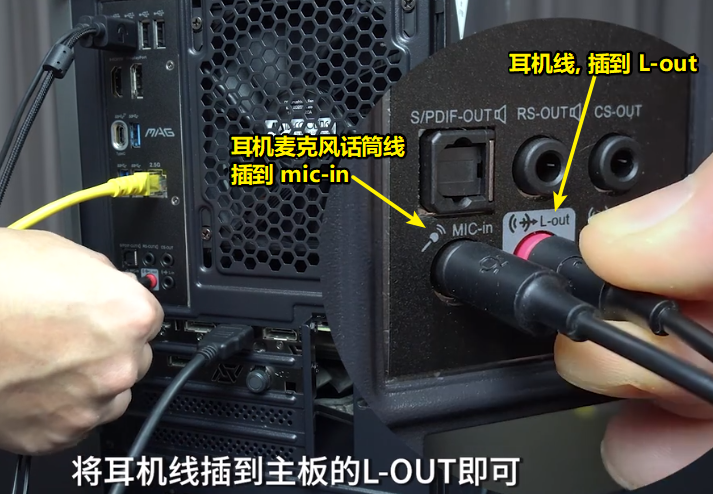 耳机线, 插到 L-out
S/PDIF-OUT
RS-OUT
CS-OUT
耳机麦克风话筒线
插到 mic-in
MIC-in
L-out
MAG
2.5G
将耳机线插到主板的L-OUT即可